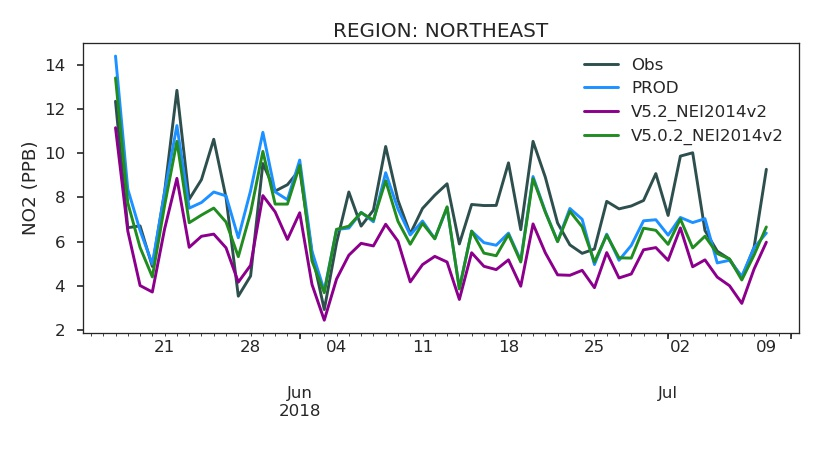 REGION: NORTHEAST
Obs
PROD
V5.2_NEI2014v2
V5.0.2_NEI2014v2
NO2 (PPB)
14
12
10
8
6
4
2
21 28 04 11 18 25 02 09
Jun Jul
2018